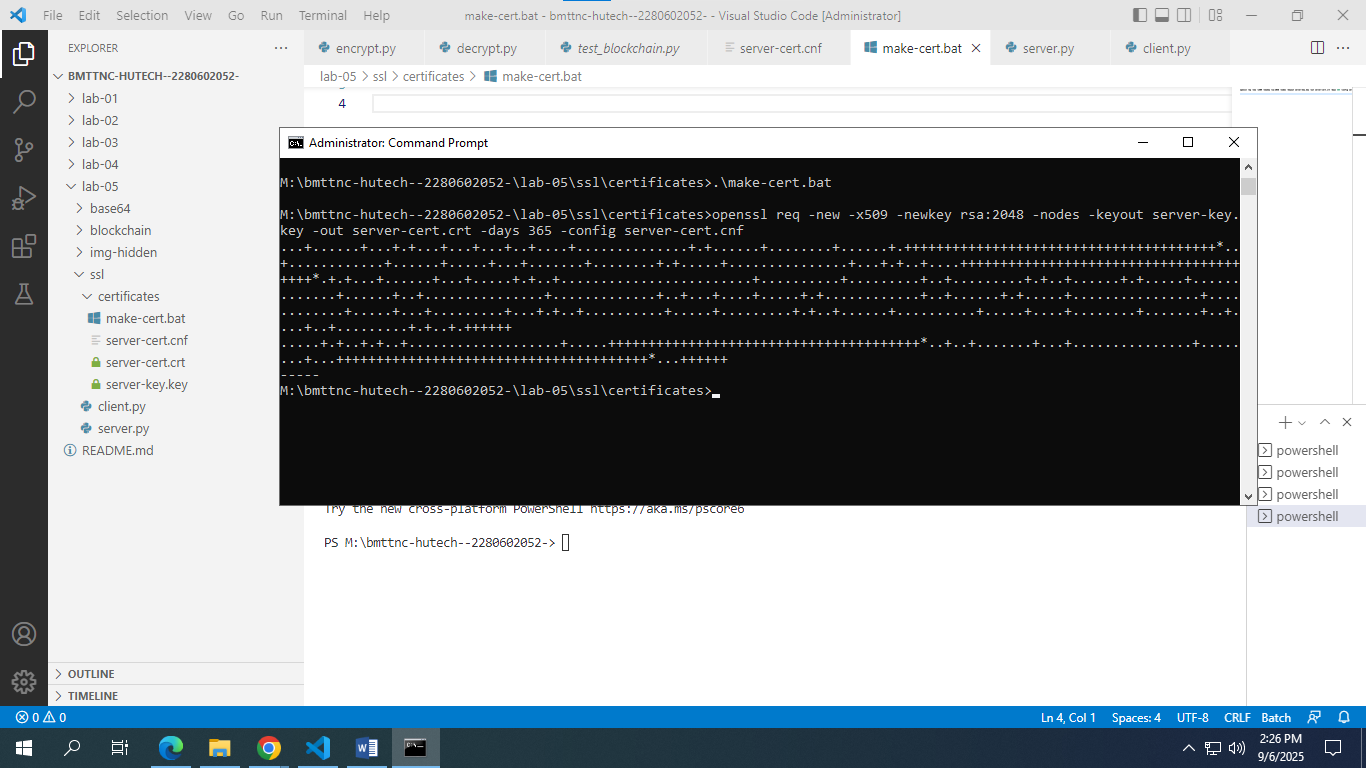 File Edit Selection View Go Run Terminal Help make-cert.bat - bmttnc-hutech--2280602052- - Visual Studio Code [Administrator]
EXPLORER
BMTTNC-HUTECH--2280602052-
lab-01
lab-02
lab-03
lab-04
lab-05
base64
blockchain
img-hidden
ssl
certificates
make-cert.bat
server-cert.cnf
server-cert.crt
server-key.key
client.py
server.py
README.md
OUTLINE
TIMELINE
encrypt.py decrypt.py test_blockchain.py server-cert.cnf make-cert.bat server.py client.py
lab-05 > ssl > certificates > make-cert.bat
4
Administrator: Command Prompt
M:\bmttnc-hutech--2280602052-\lab-05\ssl\certificates>.\make-cert.bat
M:\bmttnc-hutech--2280602052-\lab-05\ssl\certificates>openssl req -new -x509 -newkey rsa:2048 -nodes -keyout server-key.
key -out server-cert.crt -days 365 -config server-cert.cnf
-----
M:\bmttnc-hutech--2280602052-\lab-05\ssl\certificates>
Try the new cross-platform PowerShell https://aka.ms/pscore6
PS M:\bmttnc-hutech--2280602052->
powershell
powershell
powershell
powershell
0 0 Ln 4, Col 1 Spaces: 4 UTF-8 CRLF Batch
2:26 PM
9/6/2025